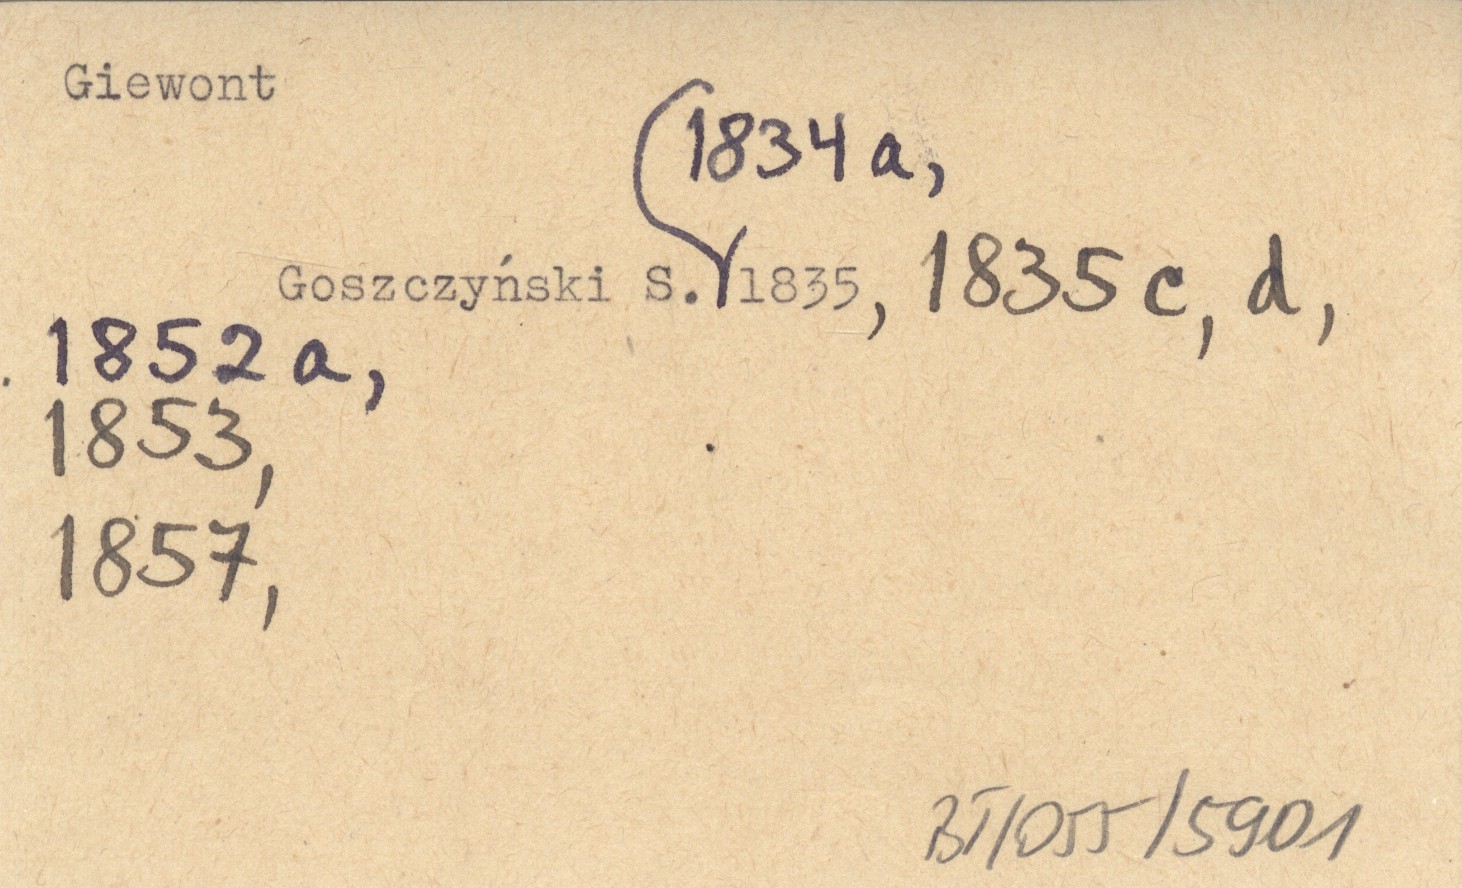 Giewont
1834 a,
Goszczyński S. 1835, 1835 c, d,
1852 a,
1853,
1857,
BT/055/5901